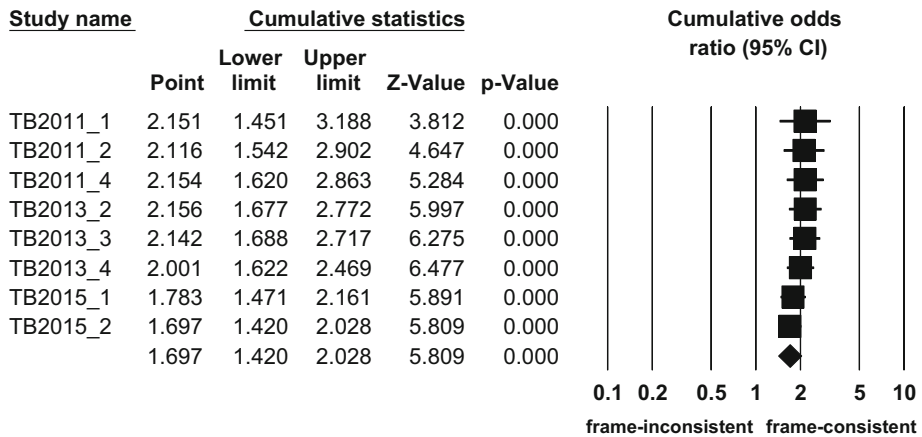 Study name Cumulative statistics Cumulative odds
ratio (95% CI)
Lower Upper
Point limit limit Z-Value p-Value
TB2011_1 2.151 1.451 3.188 3.812 0.000
TB2011_2 2.116 1.542 2.902 4.647 0.000
TB2011_4 2.154 1.620 2.863 5.284 0.000
TB2013_2 2.156 1.677 2.772 5.997 0.000
TB2013_3 2.142 1.688 2.717 6.275 0.000
TB2013_4 2.001 1.622 2.469 6.477 0.000
TB2015_1 1.783 1.471 2.161 5.891 0.000
TB2015_2 1.697 1.420 2.028 5.809 0.000
1.697 1.420 2.028 5.809 0.000
0.1 0.2 0.5 1 2 5 10
frame-inconsistent frame-consistent